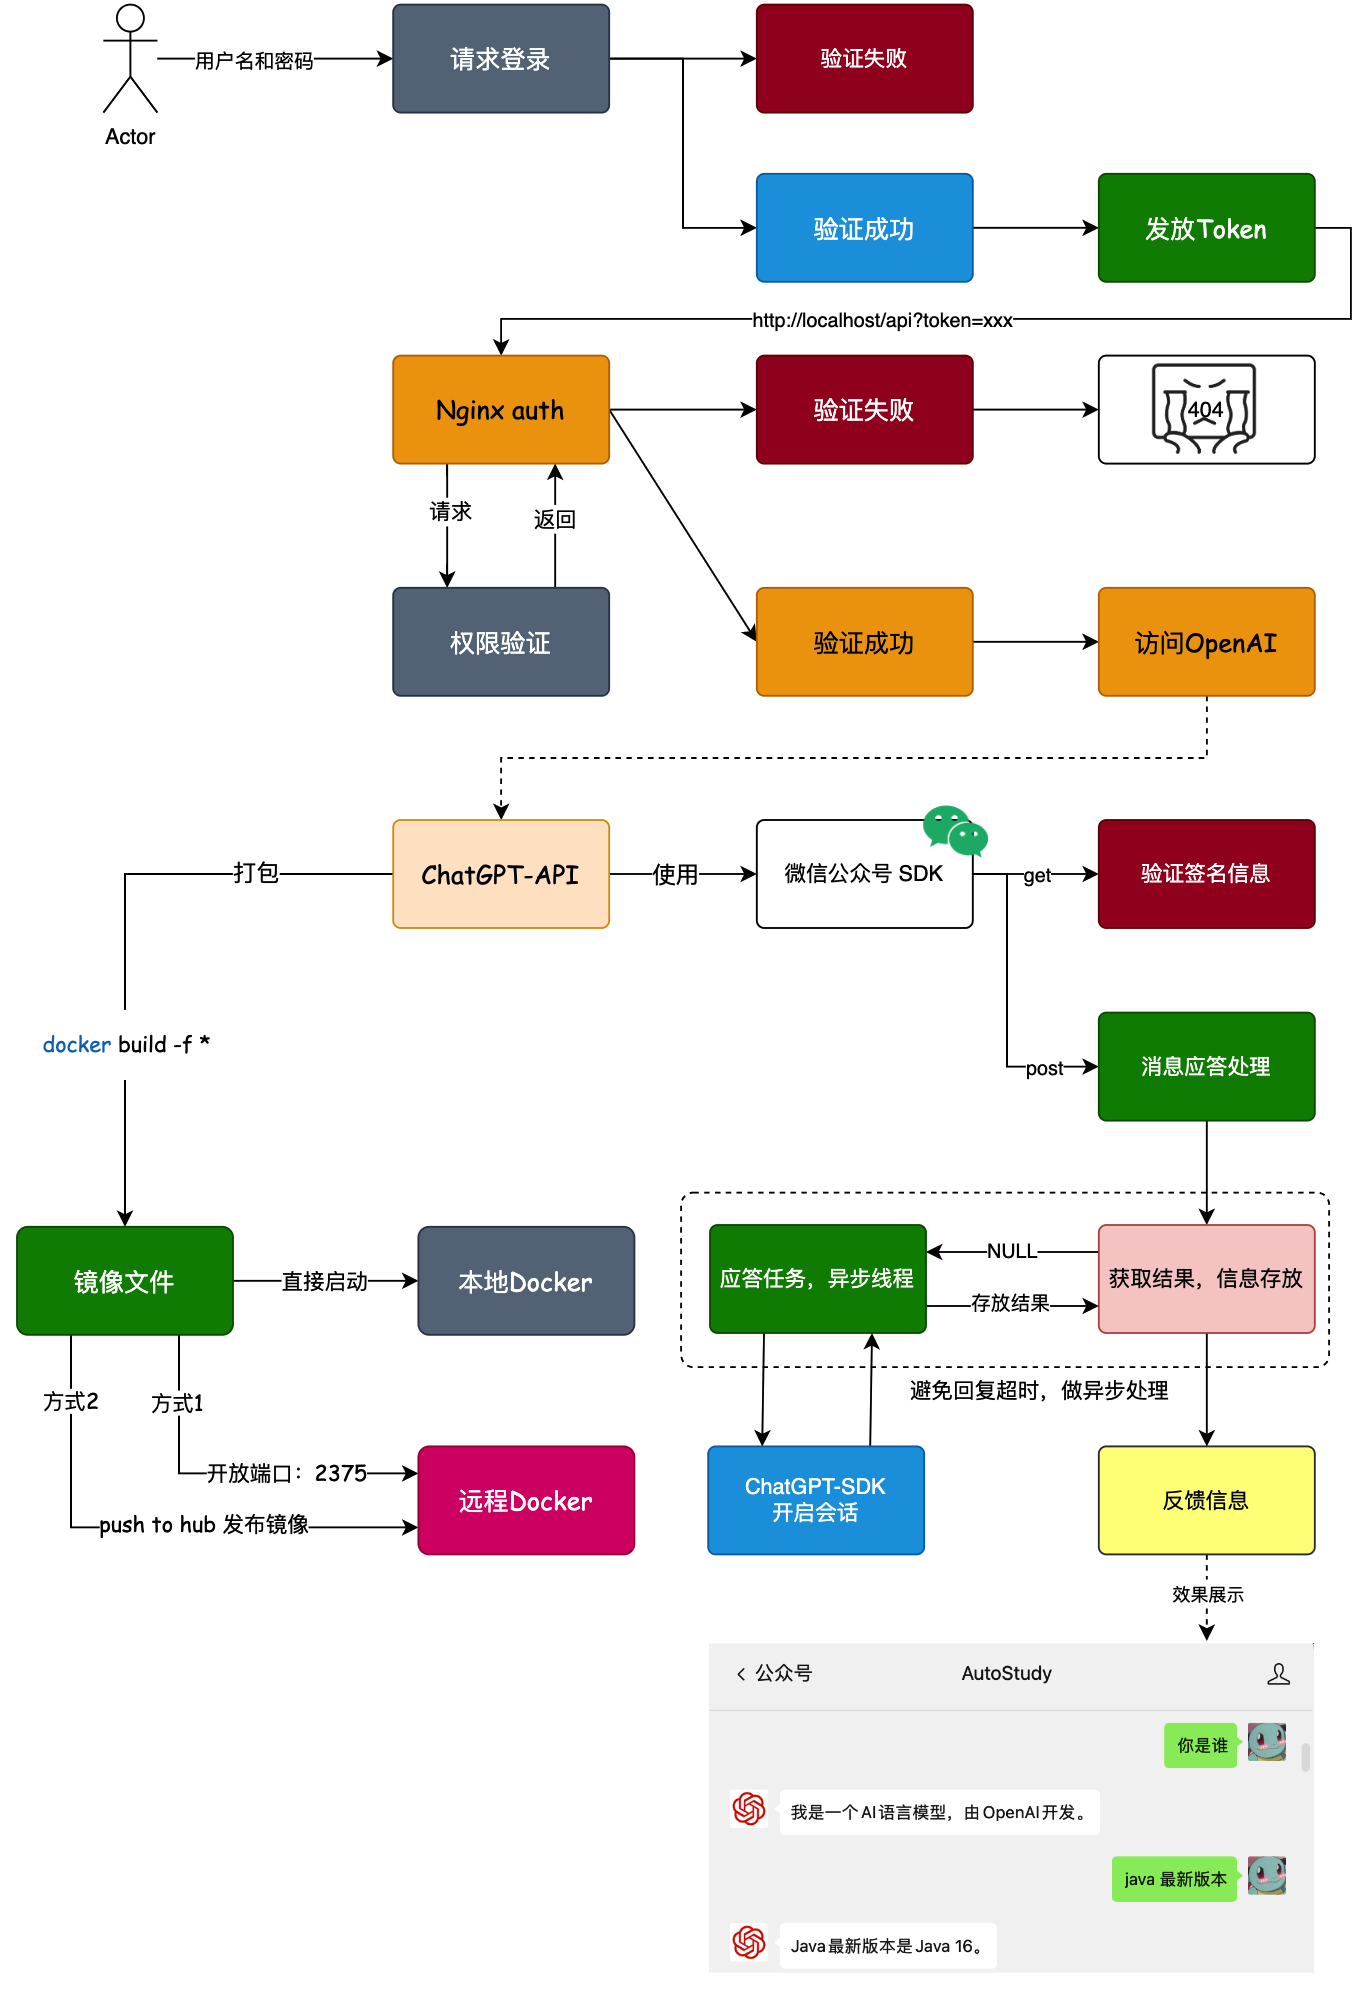 用户名和密码
请求登录
验证失败
Actor
验证成功
发放Token
http://localhost/api?token=xxx
Nginx auth
验证失败
404
请求
返回
权限验证
验证成功
访问OpenAI
打包
ChatGPT-API
使用
微信公众号 SDK
get
验证签名信息
docker build -f *
post
消息应答处理
镜像文件
直接启动
本地Docker
应答任务，异步线程
NULL
存放结果
获取结果，信息存放
方式2
方式1
避免回复超时，做异步处理
开放端口：2375
push to hub 发布镜像
远程Docker
ChatGPT-SDK
开启会话
反馈信息
效果展示
公众号
AutoStudy
你是谁
我是一个AI语言模型，由OpenAI开发。
java 最新版本
Java最新版本是Java 16。